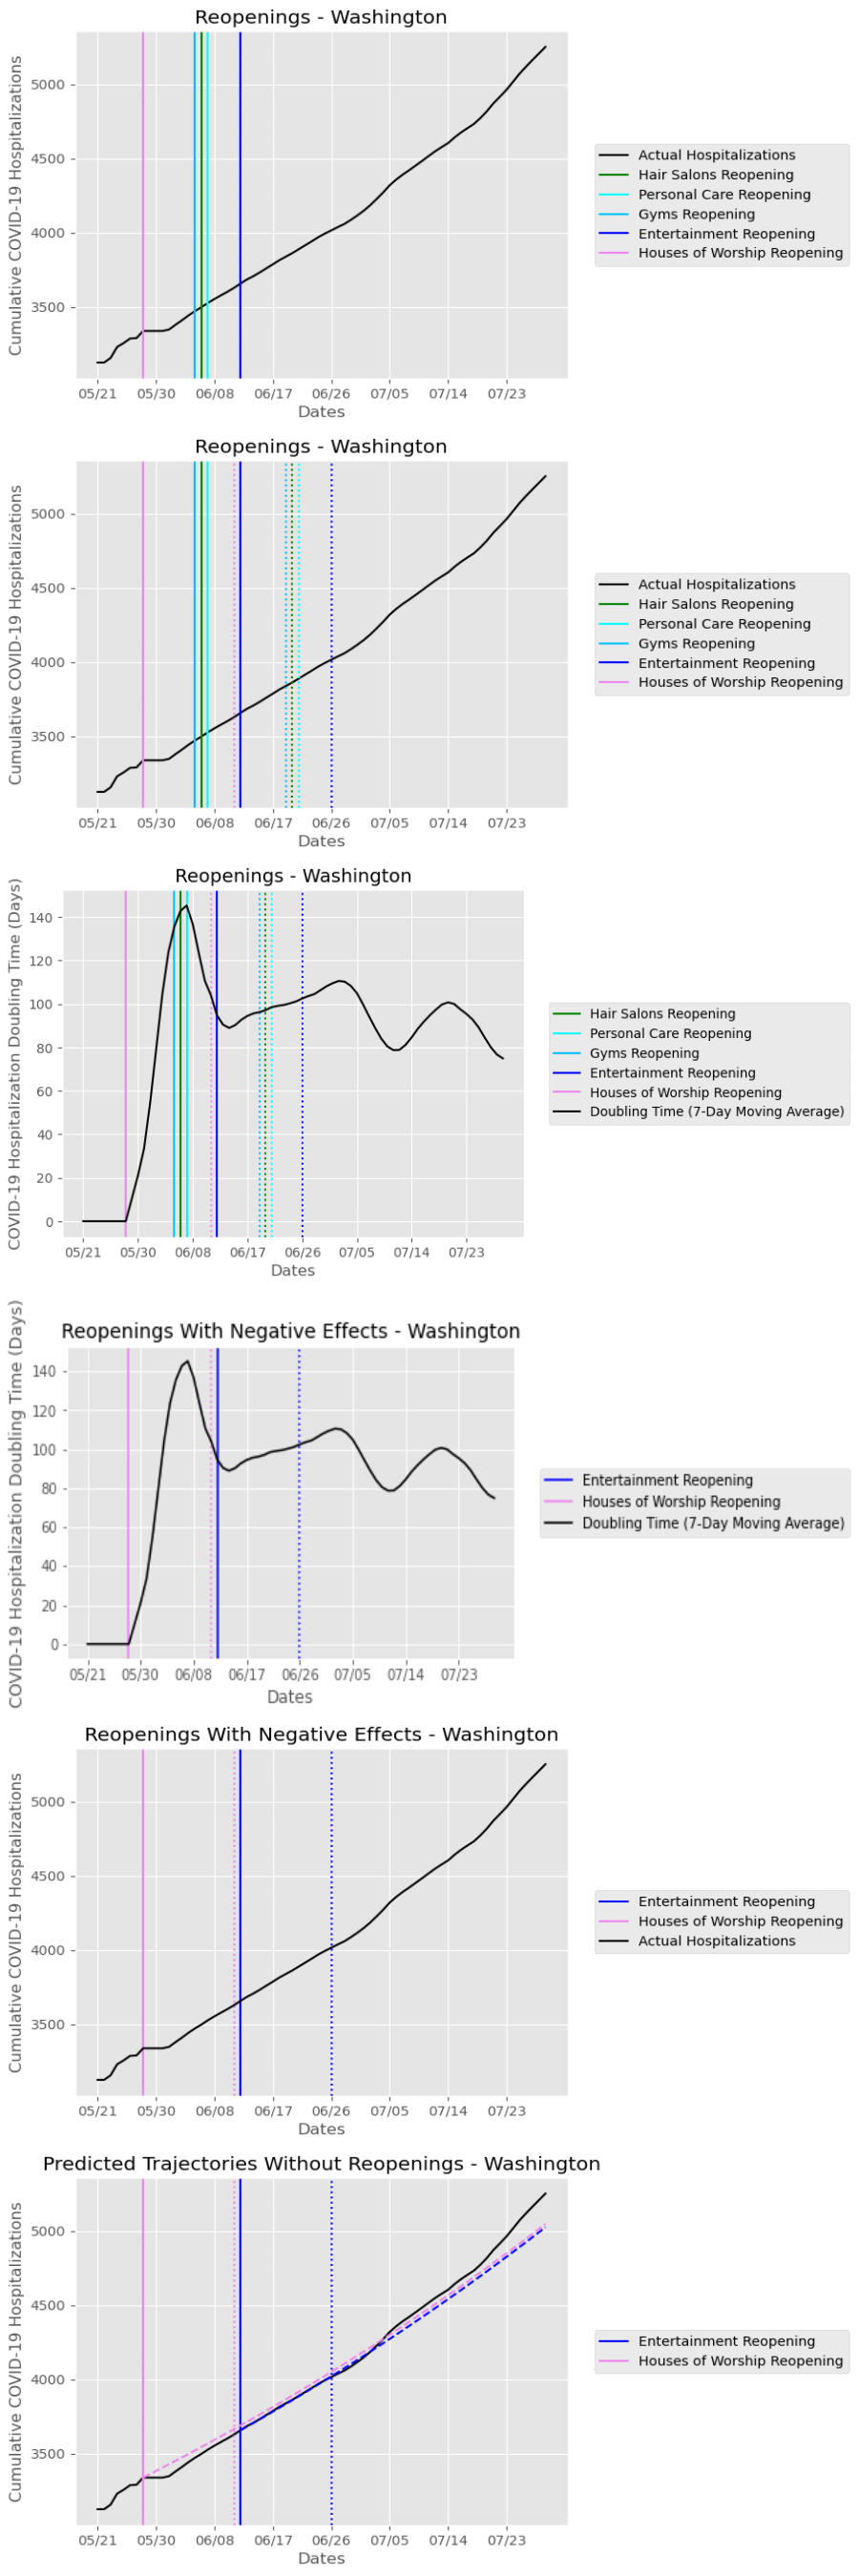 Reopenings - Washington
Cumulative COVID-19 Hospitalizations
5000
4500
4000
3500
05/21 05/30 06/08 06/17 06/26 07/05 07/14 07/23
Dates
Actual Hospitalizations
Hair Salons Reopening
Personal Care Reopening
Gyms Reopening
Entertainment Reopening
Houses of Worship Reopening
Reopenings - Washington
Cumulative COVID-19 Hospitalizations
5000
4500
4000
3500
05/21 05/30 06/08 06/17 06/26 07/05 07/14 07/23
Dates
Actual Hospitalizations
Hair Salons Reopening
Personal Care Reopening
Gyms Reopening
Entertainment Reopening
Houses of Worship Reopening
Reopenings - Washington
COVID-19 Hospitalization Doubling Time (Days)
140
120
100
80
60
40
20
0
05/21 05/30 06/08 06/17 06/26 07/05 07/14 07/23
Dates
Hair Salons Reopening
Personal Care Reopening
Gyms Reopening
Entertainment Reopening
Houses of Worship Reopening
Doubling Time (7-Day Moving Average)
Reopenings With Negative Effects - Washington
COVID-19 Hospitalization Doubling Time (Days)
140
120
100
80
60
40
20
0
05/21 05/30 06/08 06/17 06/26 07/05 07/14 07/23
Dates
Entertainment Reopening
Houses of Worship Reopening
Doubling Time (7-Day Moving Average)
Reopenings With Negative Effects - Washington
Cumulative COVID-19 Hospitalizations
5000
4500
4000
3500
05/21 05/30 06/08 06/17 06/26 07/05 07/14 07/23
Dates
Entertainment Reopening
Houses of Worship Reopening
Actual Hospitalizations
Predicted Trajectories Without Reopenings - Washington
Cumulative COVID-19 Hospitalizations
5000
4500
4000
3500
05/21 05/30 06/08 06/17 06/26 07/05 07/14 07/23
Dates
Entertainment Reopening
Houses of Worship Reopening